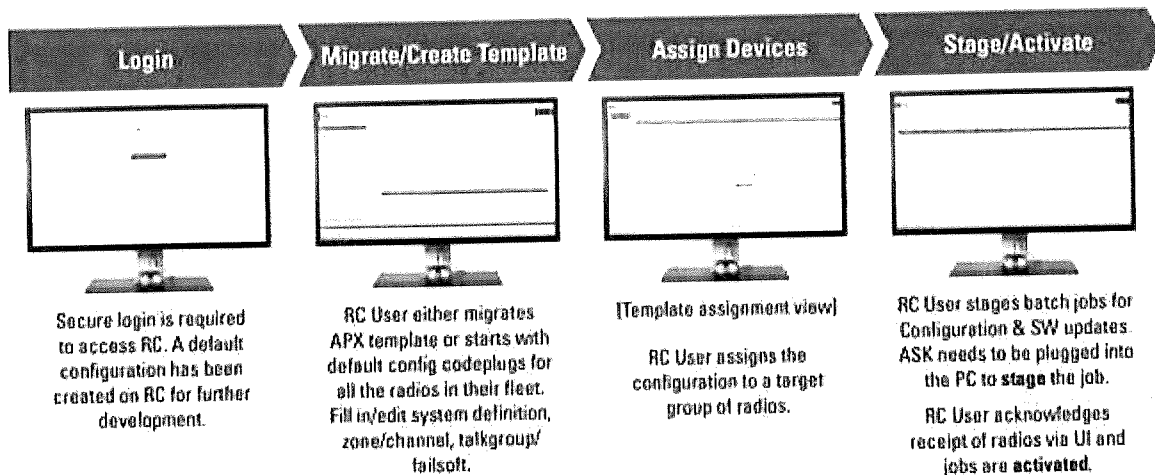 Login
Migrate/Create Template
Assign Devices
Stage/Activate
Secure login is required
to access RC. A default
configuration has been
created on RC for further
development.
RC User either migrates
APX template or starts with
default config codeplugs for
all the radios in their fleet.
Fill in/edit system definition,
zone/channel, talkgroup/
failsoft.
[Template assignment view]
RC User assigns the
configuration to a target
group of radios.
RC User stages batch jobs for
Configuration & SW updates.
ASK needs to be plugged into
the PC to stage the job.
RC User acknowledges
receipt of radios via UI and
jobs are activated.